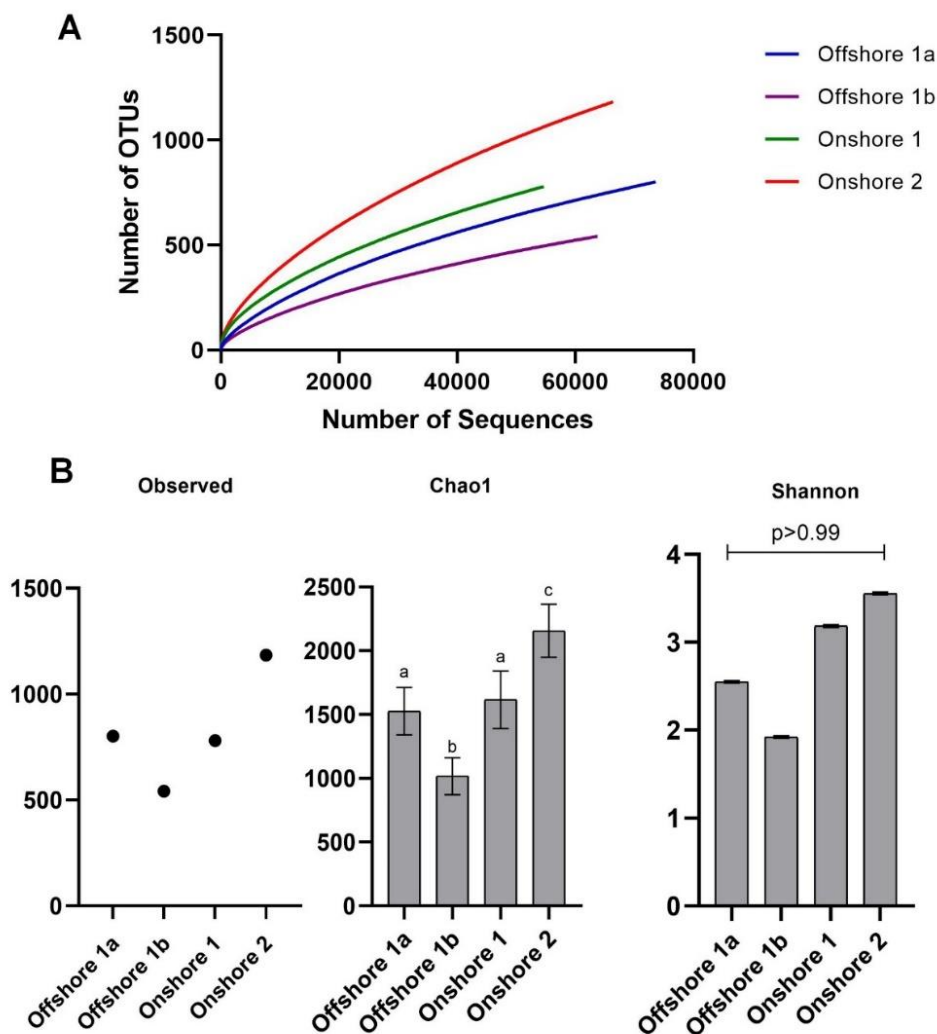 A
1500
1000
500
0
Number of OTUs
0 20000 40000 60000 80000
Number of Sequences
Offshore 1a
Offshore 1b
Onshore 1
Onshore 2
B
Observed
1500
1000
500
0
Offshore 1a
Offshore 1b
Onshore 1
Onshore 2
Chao1
2500
2000
1500
1000
500
0
a
b
a
c
Offshore 1a
Offshore 1b
Onshore 1
Onshore 2
Shannon
p>0.99
4
3
2
1
0
Offshore 1a
Offshore 1b
Onshore 1
Onshore 2